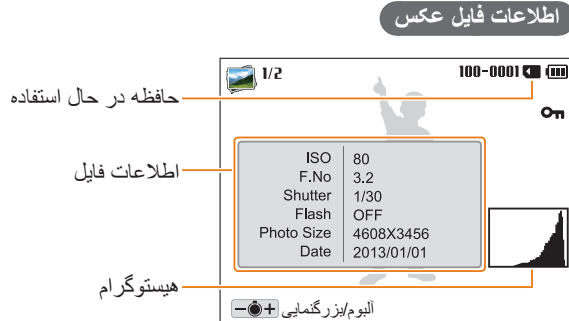 اطلاعات فایل عکس
1/2
100-0001
حافظه در حال استفاده
اطلاعات فایل
ISO 80
F.No 3.2
Shutter 1/30
Flash OFF
Photo Size 4608X3456
Date 2013/01/01
هیستوگرام
آلبوم/بزرگنمایی